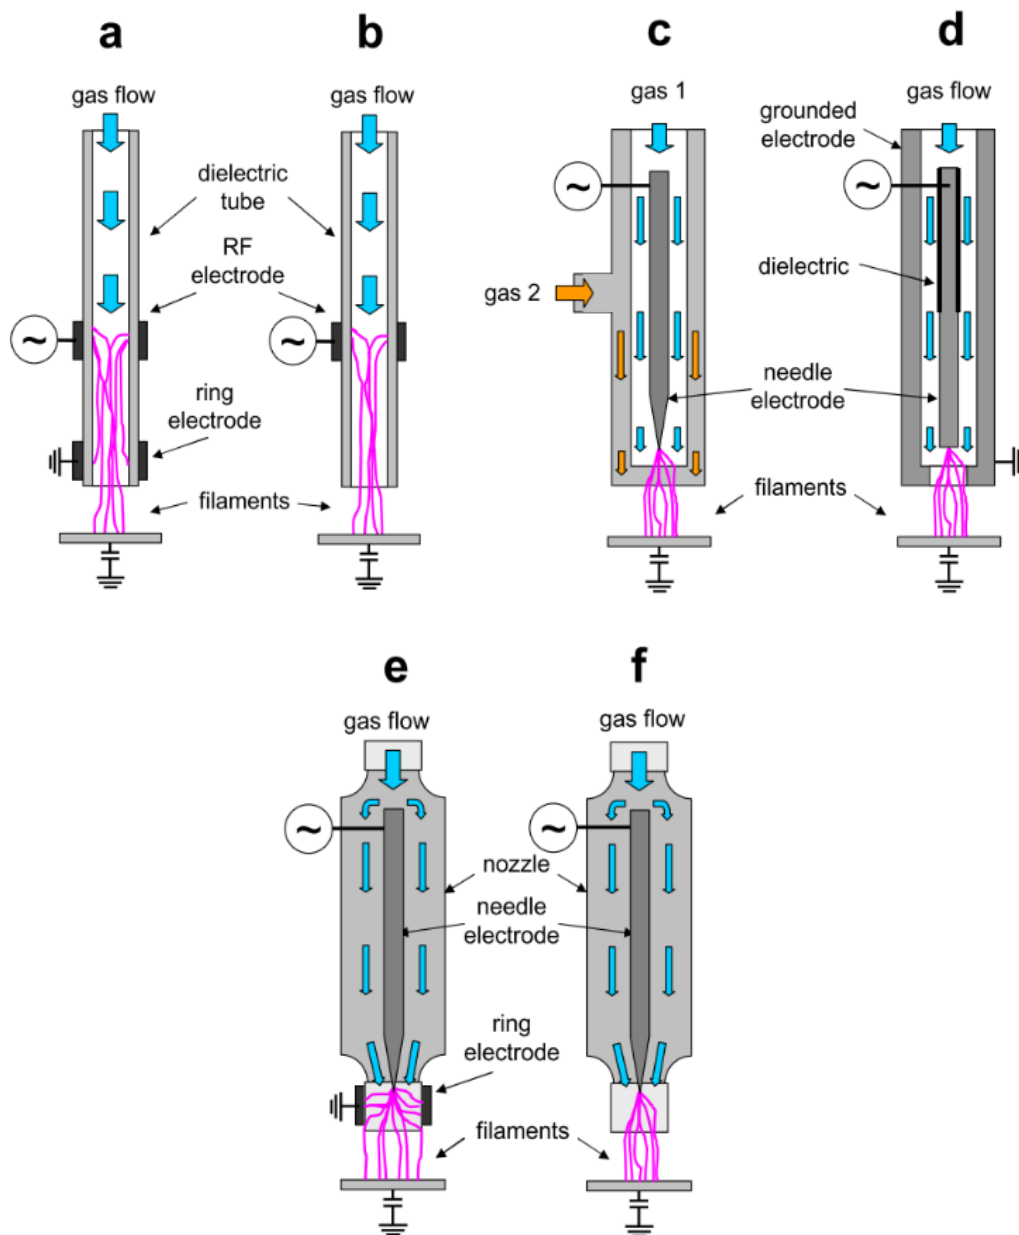 a
b
c
d
gas flow
gas flow
gas 1
gas flow
grounded
electrode
dielectric
tube
RF
electrode
gas 2
dielectric
ring
electrode
needle
electrode
filaments
filaments
e
f
gas flow
gas flow
nozzle
needle
electrode
ring
electrode
filaments